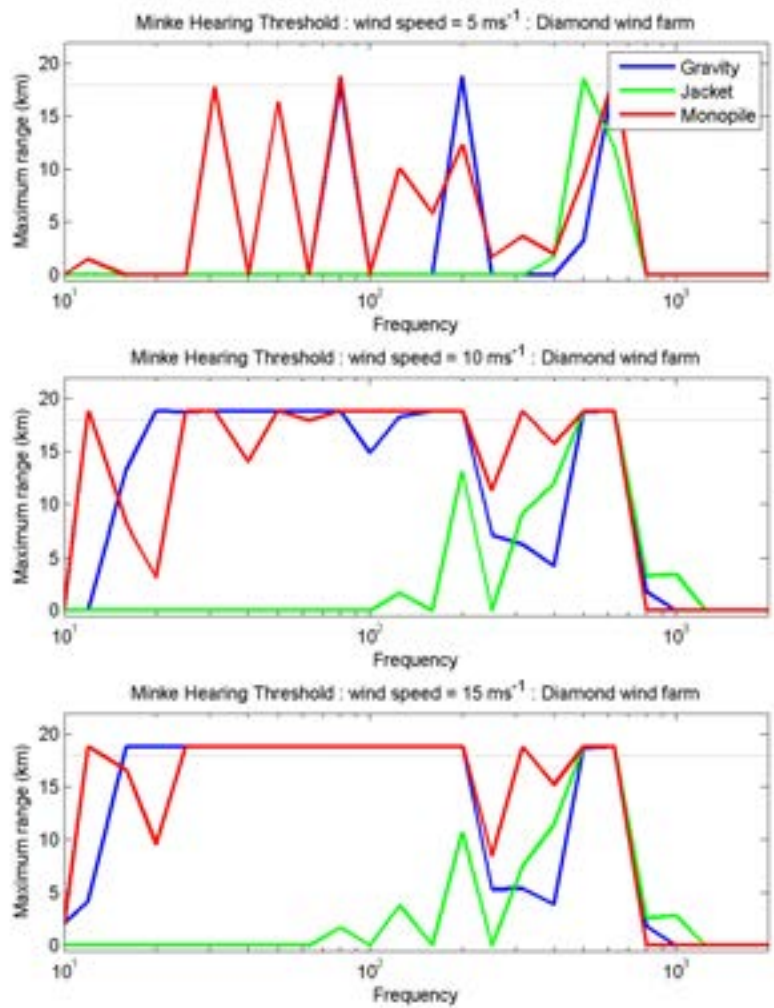 Minke Hearing Threshold : wind speed = 5 ms⁻¹ : Diamond wind farm
Maximum range (km)
20
15
10
5
0
Gravity
Jacket
Monopile
10¹
10²
10³
Frequency
Minke Hearing Threshold : wind speed = 10 ms⁻¹ : Diamond wind farm
Maximum range (km)
20
15
10
5
0
10¹
10²
10³
Frequency
Minke Hearing Threshold : wind speed = 15 ms⁻¹ : Diamond wind farm
Maximum range (km)
20
15
10
5
0
10¹
10²
10³
Frequency